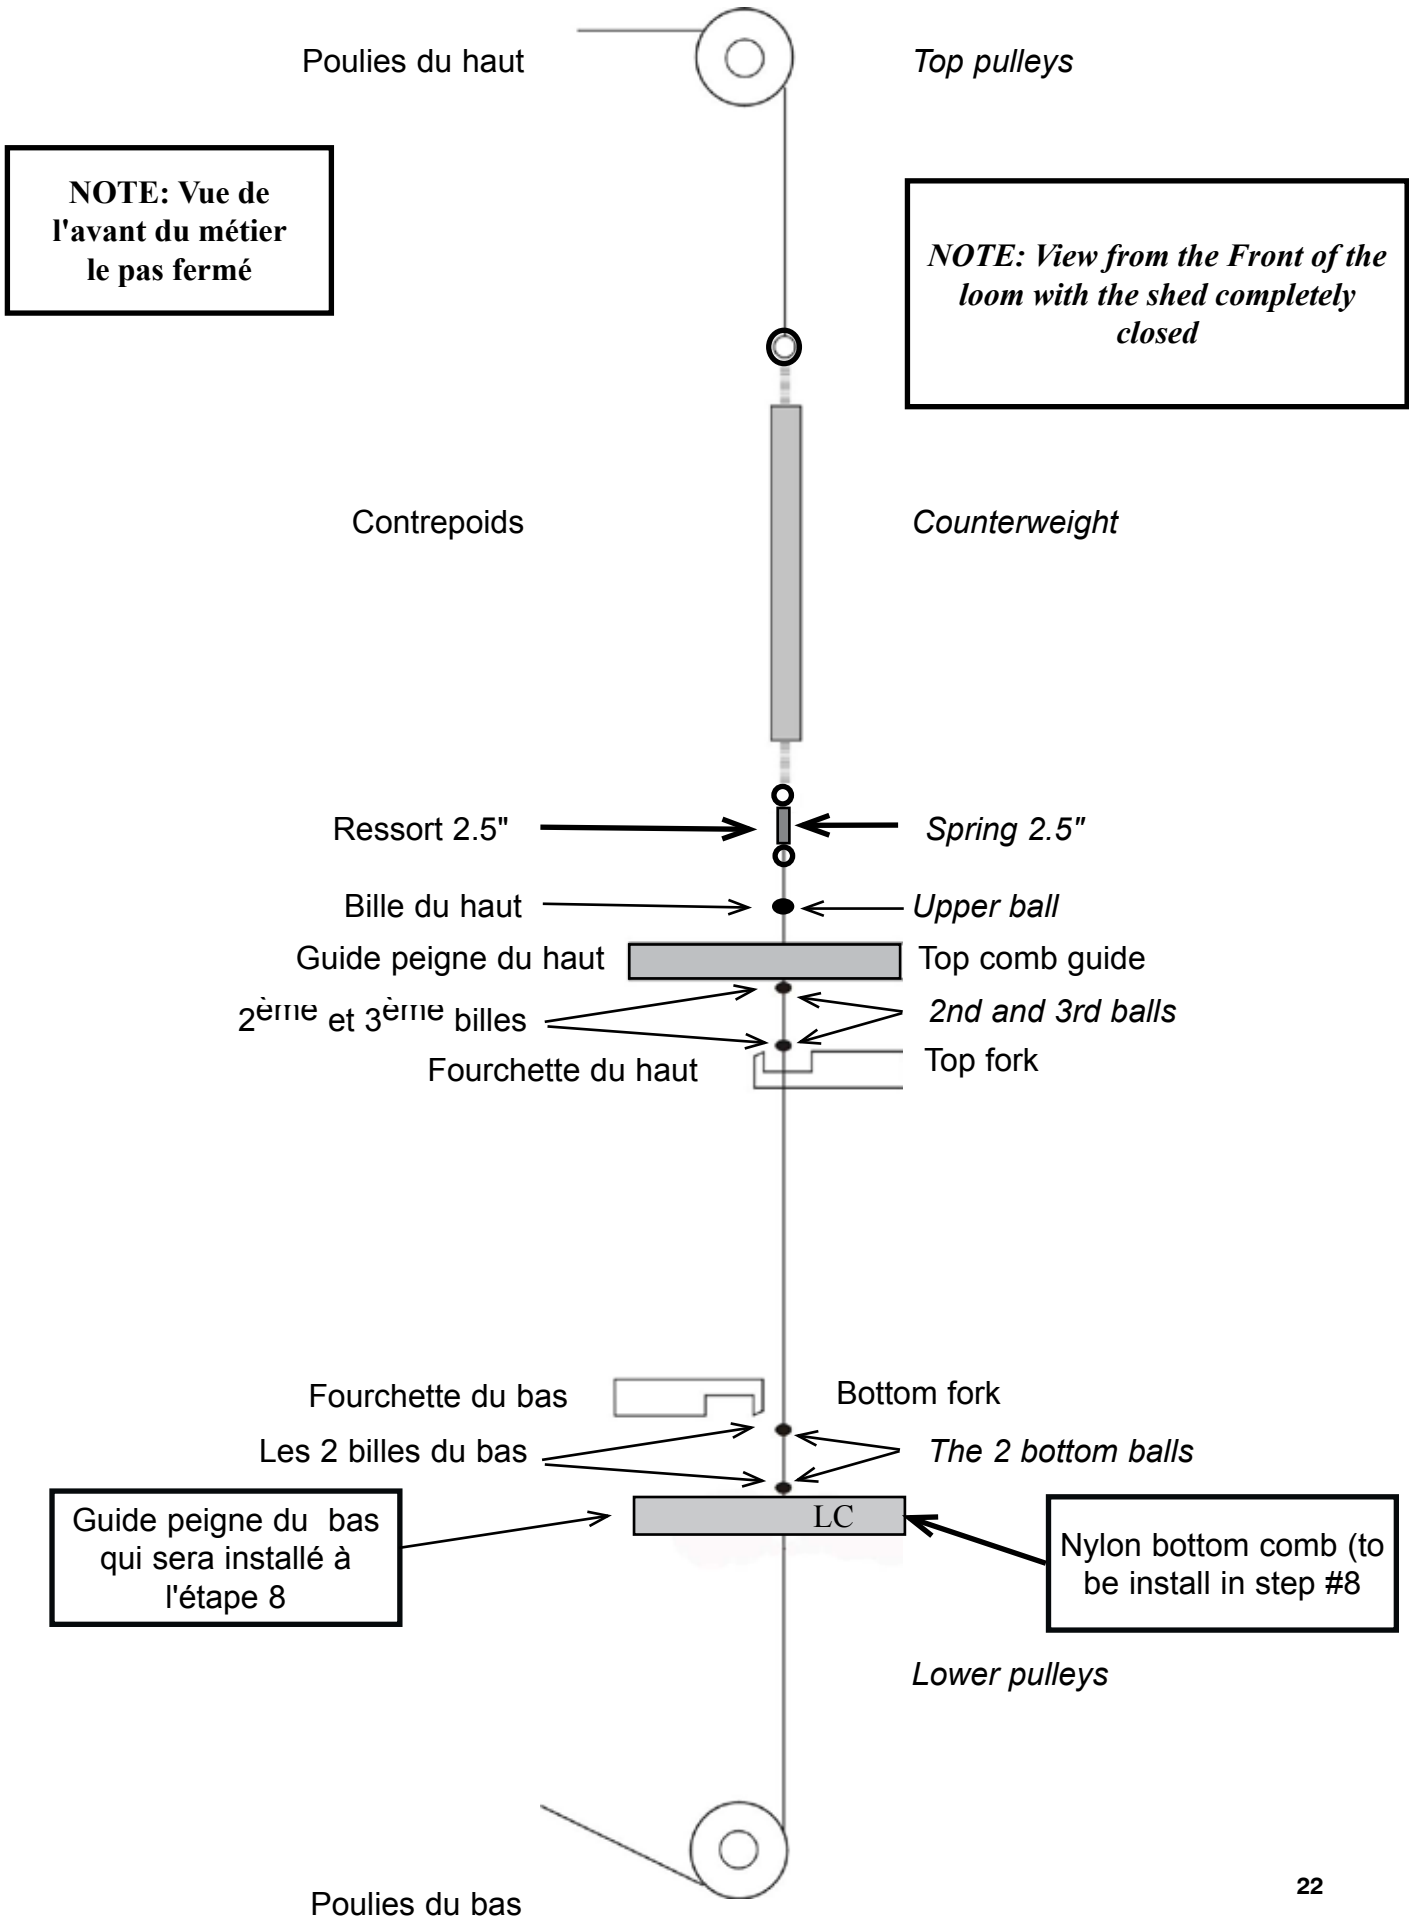 Poulies du haut
Top pulleys
NOTE: Vue de
l'avant du métier
le pas fermé
NOTE: View from the Front of the
loom with the shed completely
closed
Contrepoids
Counterweight
Ressort 2.5"
Spring 2.5"
Bille du haut
Upper ball
Guide peigne du haut
Top comb guide
2ème et 3ème billes
2nd and 3rd balls
Fourchette du haut
Top fork
Fourchette du bas
Bottom fork
Les 2 billes du bas
The 2 bottom balls
Guide peigne du bas
qui sera installé à
l'étape 8
LC
Nylon bottom comb (to
be install in step #8
Lower pulleys
Poulies du bas
22